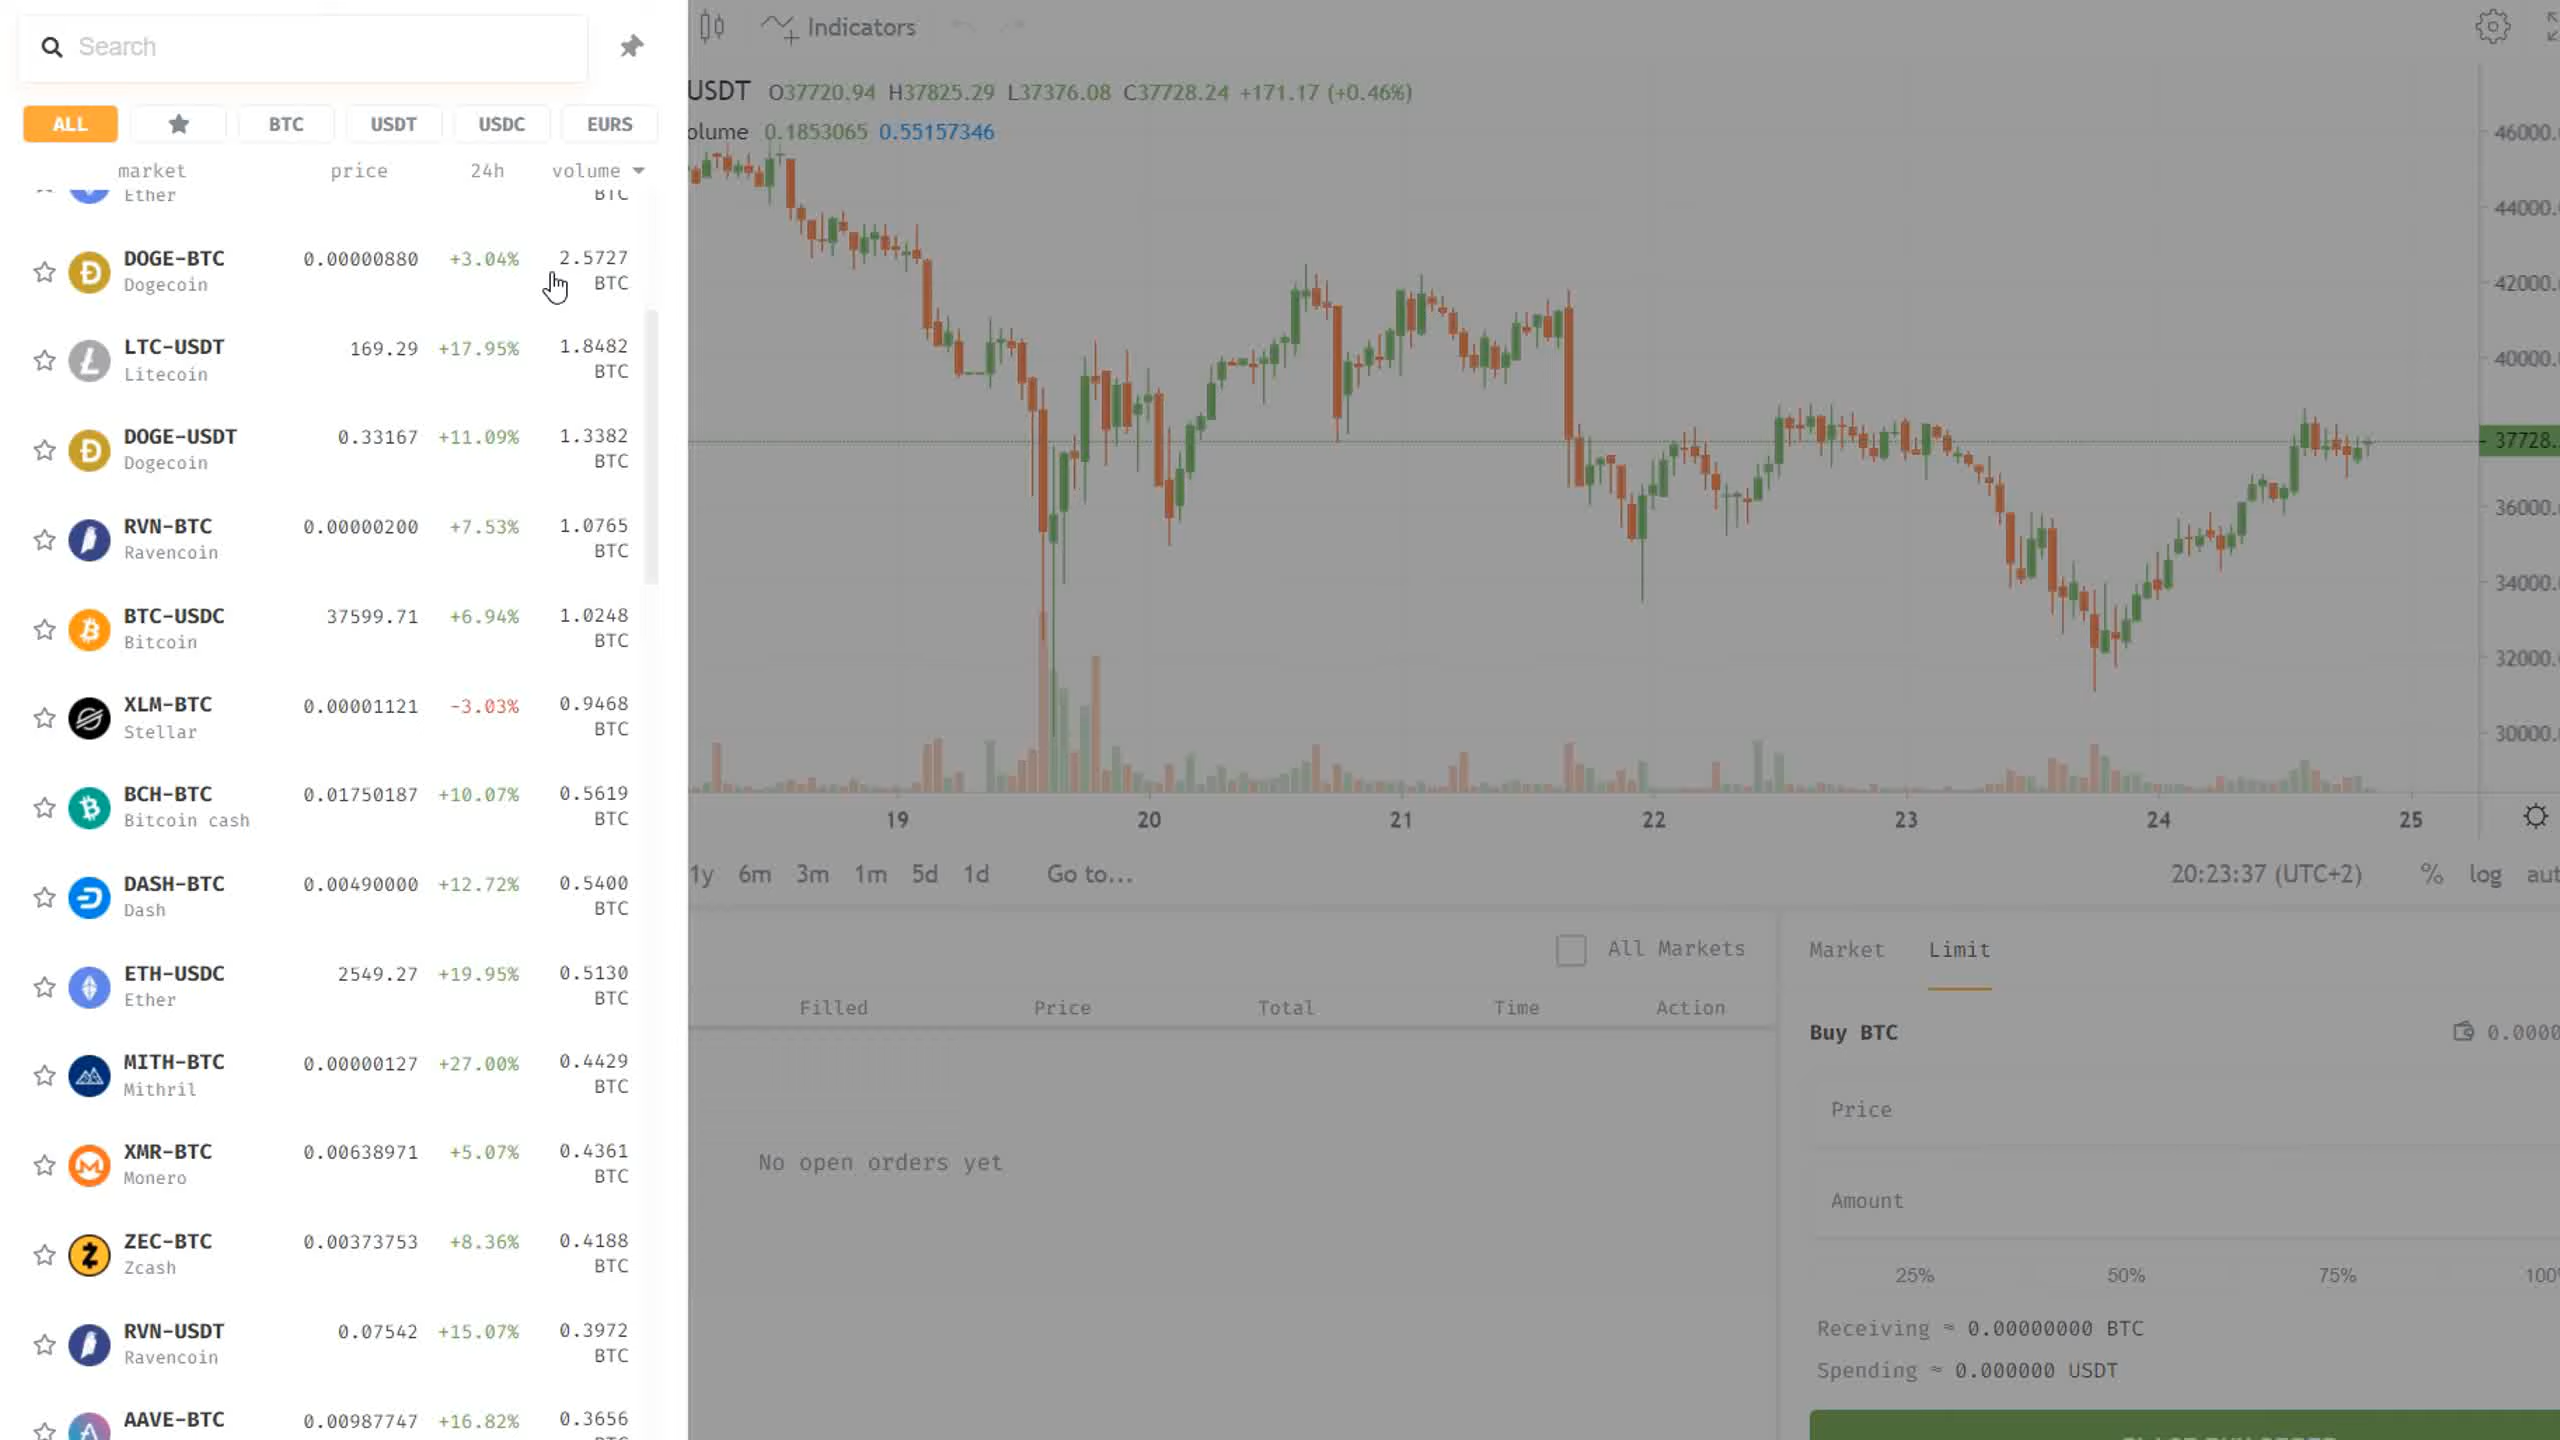 Search
ALL BTC USDT USDC EURS
market price 24h volume
Ether BTC
DOGE-BTC 0.00000880 +3.04% 2.5727
Dogecoin BTC
LTC-USDT 169.29 +17.95% 1.8482
Litecoin BTC
DOGE-USDT 0.33167 +11.09% 1.3382
Dogecoin BTC
RVN-BTC 0.00000200 +7.53% 1.0765
Ravencoin BTC
BTC-USDC 37599.71 +6.94% 1.0248
Bitcoin BTC
XLM-BTC 0.00001121 -3.03% 0.9468
Stellar BTC
BCH-BTC 0.01750187 +10.07% 0.5619
Bitcoin cash BTC
DASH-BTC 0.00490000 +12.72% 0.5400
Dash BTC
ETH-USDC 2549.27 +19.95% 0.5130
Ether BTC
MITH-BTC 0.00000127 +27.00% 0.4429
Mithril BTC
XMR-BTC 0.00638971 +5.07% 0.4361
Monero BTC
ZEC-BTC 0.00373753 +8.36% 0.4188
Zcash BTC
RVN-USDT 0.07542 +15.07% 0.3972
Ravencoin BTC
AAVE-BTC 0.00987747 +16.82% 0.3656
Indicators
USDT O37720.94 H37825.29 L37376.08 C37728.24 +171.17 (+0.46%)
olume 0.1853065 0.55157346
46000.
44000.
42000.
40000.
37728.
36000.
34000.
32000.
30000.
19 20 21 22 23 24 25
1y 6m 3m 1m 5d 1d Go to... 20:23:37 (UTC+2) % log aut
All Markets
Filled Price Total Time Action
No open orders yet
Market Limit
Buy BTC 0.0000
Price
Amount
25% 50% 75% 100%
Receiving ≈ 0.00000000 BTC
Spending ≈ 0.000000 USDT